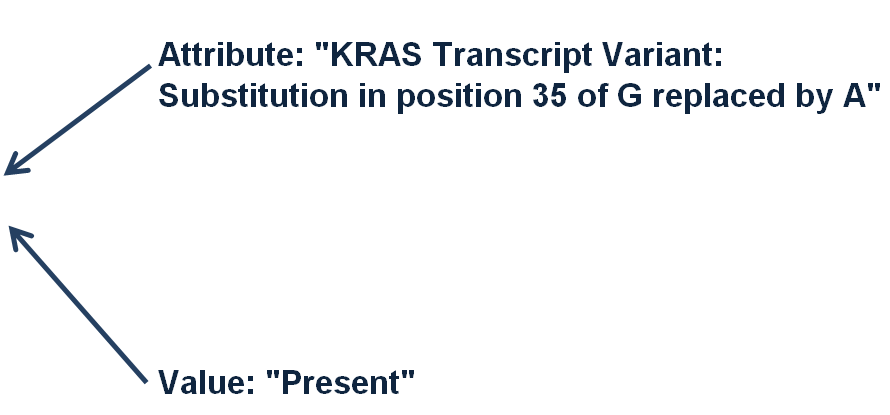 Attribute: "KRAS Transcript Variant:
Substitution in position 35 of G replaced by A"
Value: "Present"